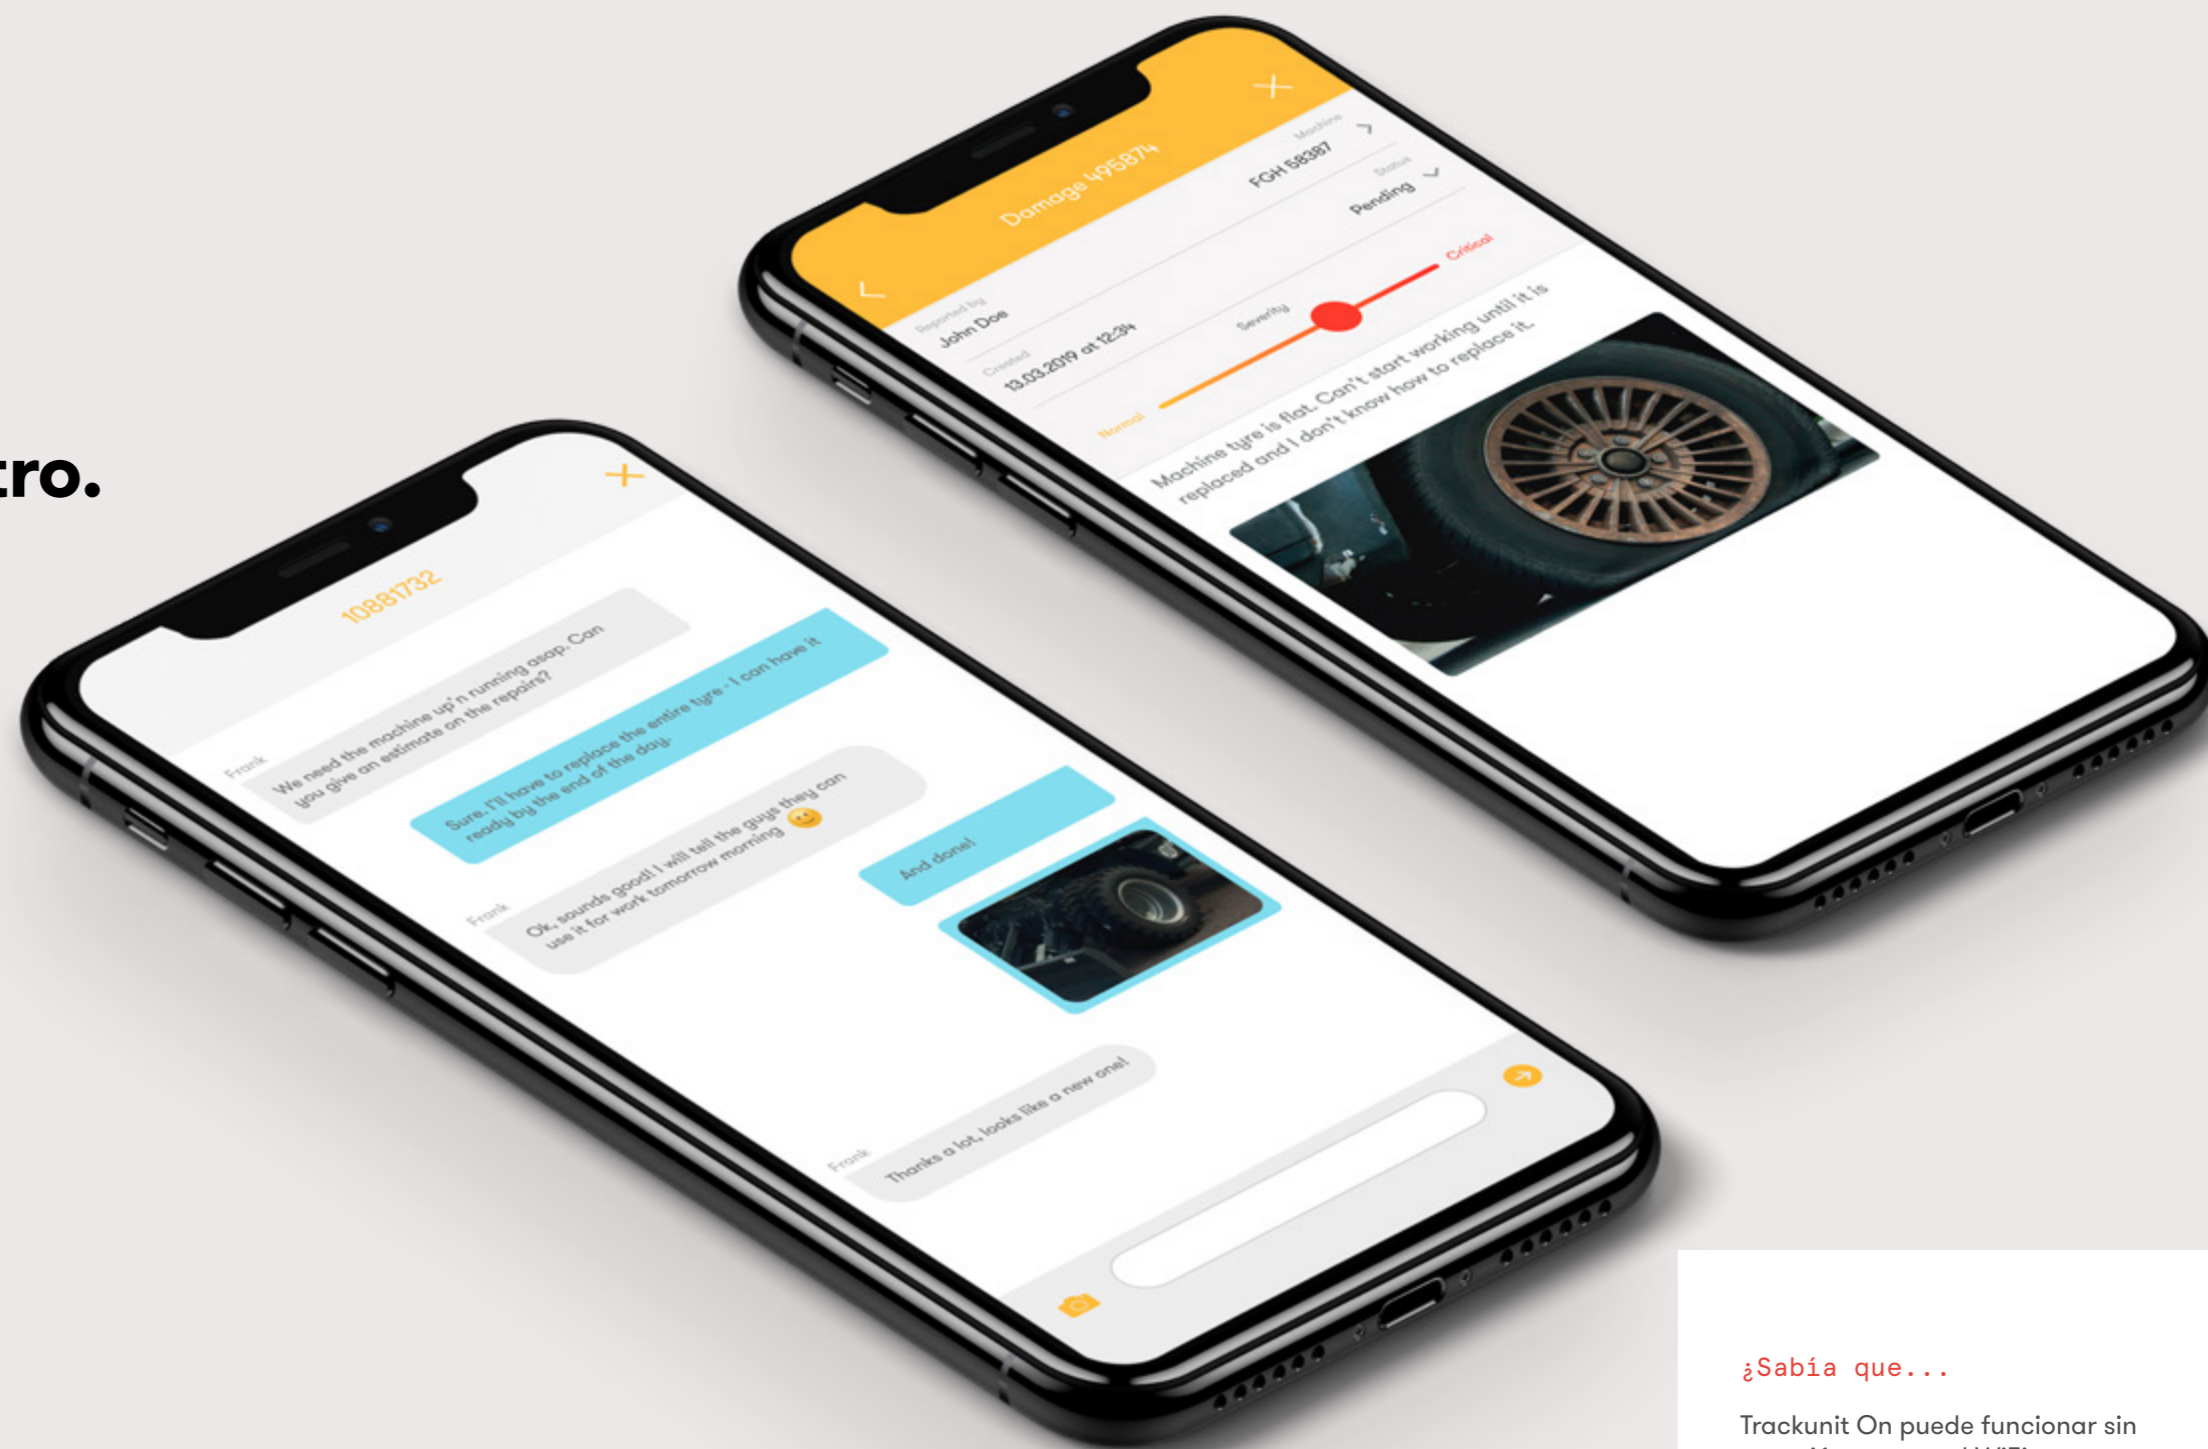 tro.
Damage 495874
Reported by
John Doe
Machine
FGH 58387
Created
13.03.2019 at 12:34
Status
Pending
Severity
Normal
Critical
Machine tyre is flat. Can't start working until it is
replaced and I don't know how to replace it.
10881732
Frank
We need the machine up'n running asap. Can
you give an estimate on the repairs?
Sure. I'll have to replace the entire tyre - I can have it
ready by the end of the day.
Frank
Ok, sounds good! I will tell the guys they can
use it for work tomorrow morning 🙂
And done!
Frank
Thanks a lot, looks like a new one!
¿Sabía que...
Trackunit On puede funcionar sin